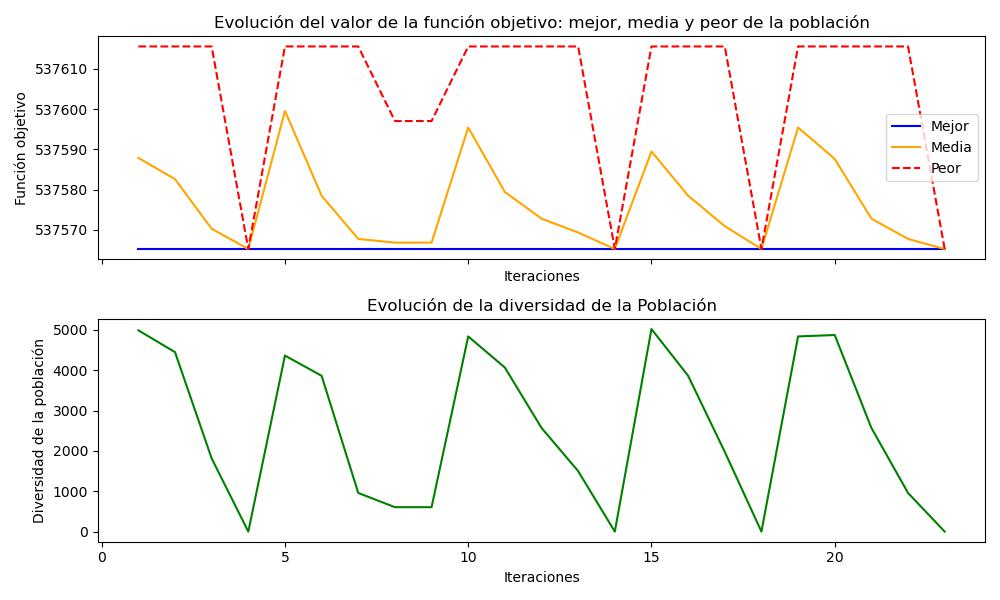 Evolución del valor de la función objetivo: mejor, media y peor de la población
537610
537600
537590
537580
537570
Función objetivo
Mejor
Media
Peor
Iteraciones
Evolución de la diversidad de la Población
5000
4000
3000
2000
1000
0
Diversidad de la población
0 5 10 15 20
Iteraciones